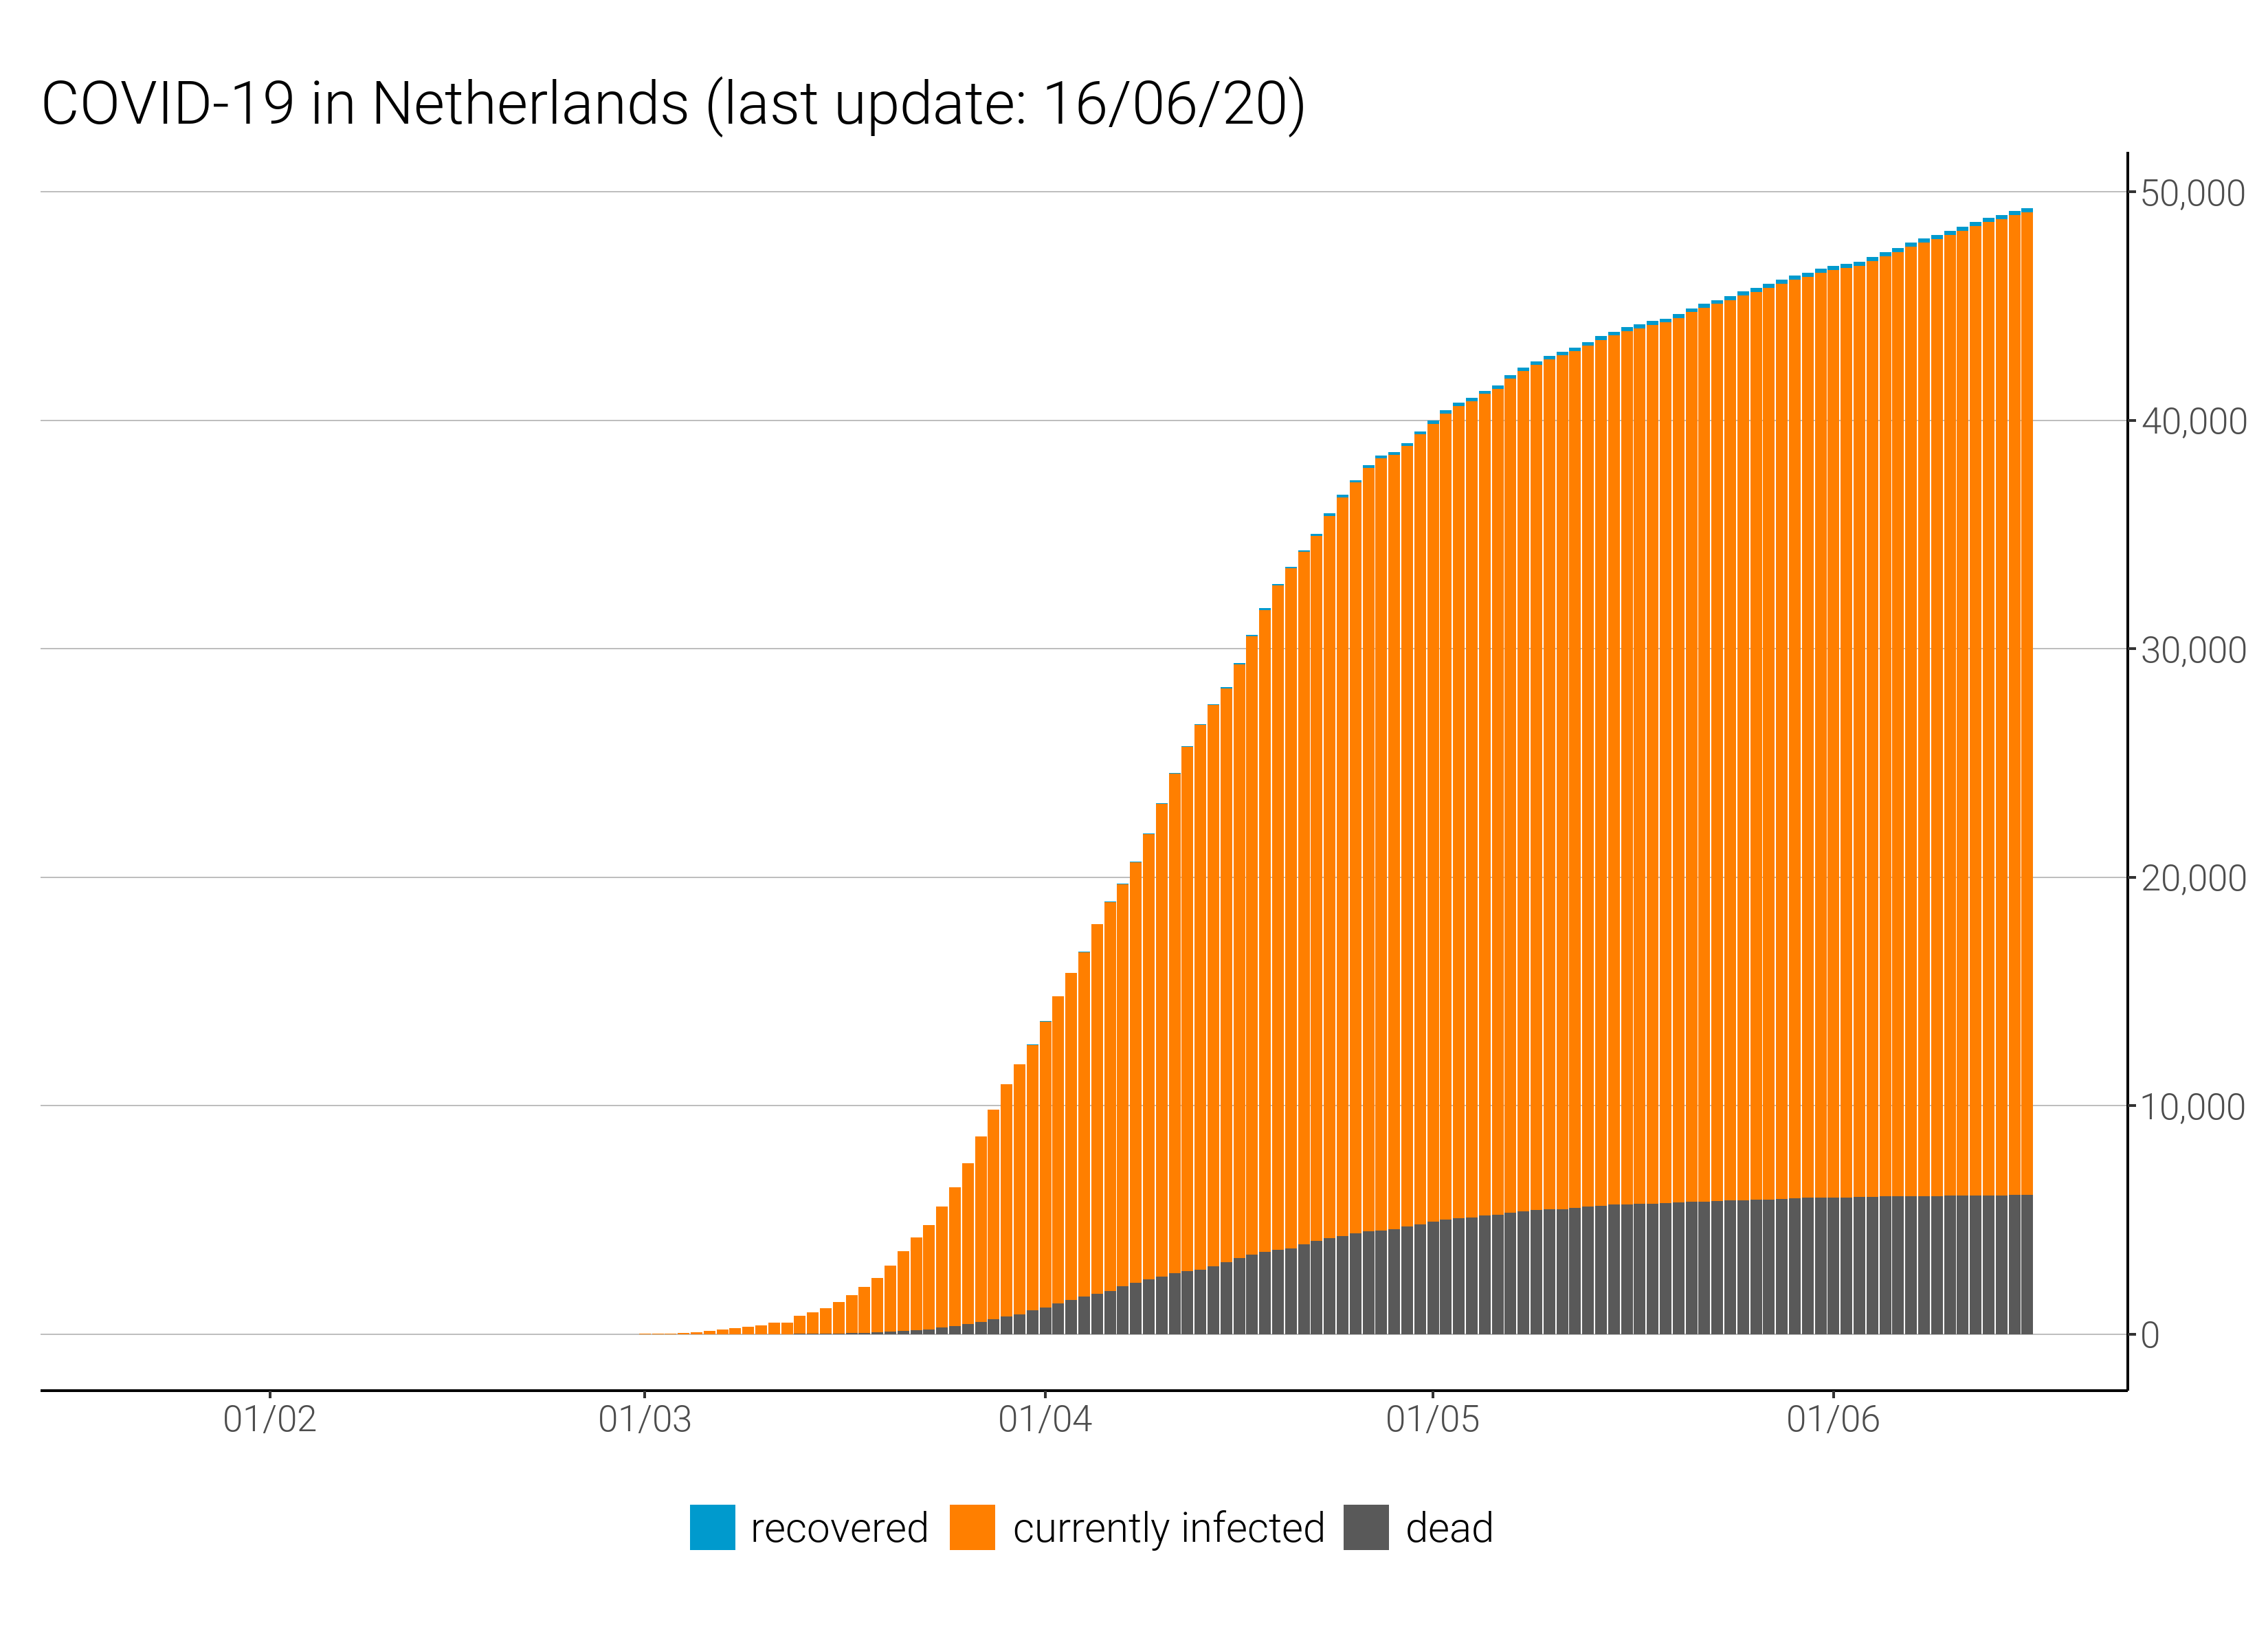 COVID-19 in Netherlands (last update: 16/06/20)
50,000
40,000
30,000
20,000
10,000
0
01/02 01/03 01/04 01/05 01/06
recovered currently infected dead